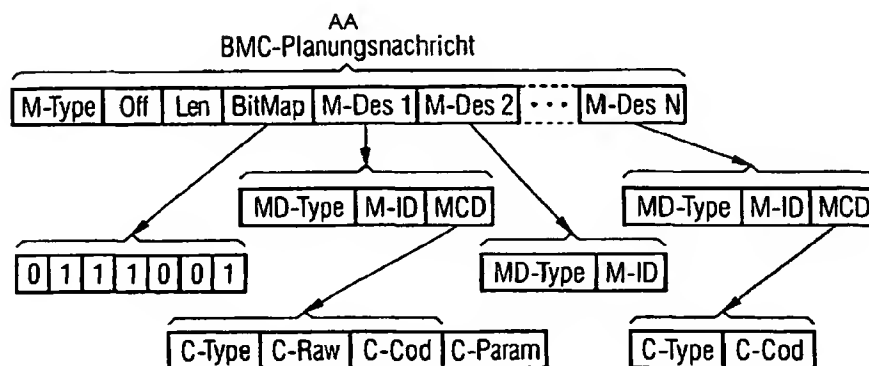 AA
BMC-Planungsnachricht
M-Type Off Len BitMap M-Des 1 M-Des 2 ··· M-Des N
MD-Type M-ID MCD MD-Type M-ID MCD
0 1 1 1 0 0 1 MD-Type M-ID
C-Type C-Raw C-Cod C-Param C-Type C-Cod